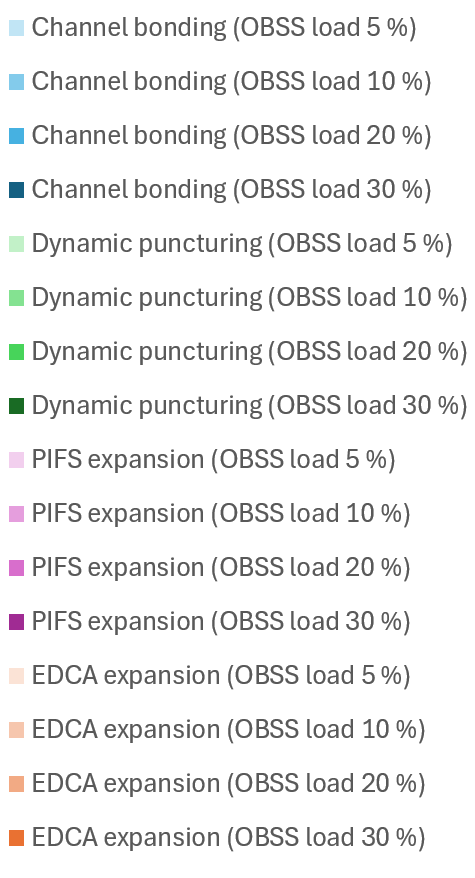 Channel bonding (OBSS load 5 %)
Channel bonding (OBSS load 10 %)
Channel bonding (OBSS load 20 %)
Channel bonding (OBSS load 30 %)
Dynamic puncturing (OBSS load 5 %)
Dynamic puncturing (OBSS load 10 %)
Dynamic puncturing (OBSS load 20 %)
Dynamic puncturing (OBSS load 30 %)
PIFS expansion (OBSS load 5 %)
PIFS expansion (OBSS load 10 %)
PIFS expansion (OBSS load 20 %)
PIFS expansion (OBSS load 30 %)
EDCA expansion (OBSS load 5 %)
EDCA expansion (OBSS load 10 %)
EDCA expansion (OBSS load 20 %)
EDCA expansion (OBSS load 30 %)